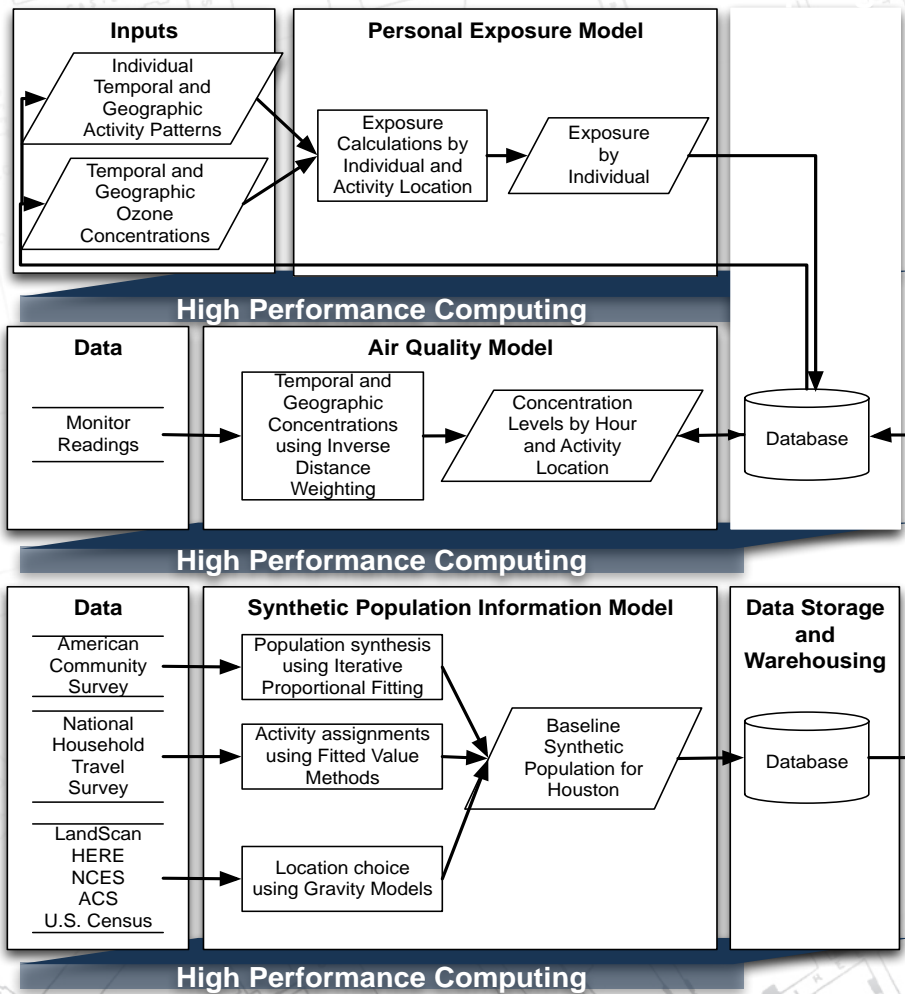 Inputs
Individual
Temporal and
Geographic
Activity Patterns
Temporal and
Geographic
Ozone
Concentrations
Personal Exposure Model
Exposure
Calculations by
Individual and
Activity Location
Exposure
by
Individual
High Performance Computing
Data
Monitor
Readings
Air Quality Model
Temporal and
Geographic
Concentrations
using Inverse
Distance
Weighting
Concentration
Levels by Hour
and Activity
Location
Database
High Performance Computing
Data
American
Community
Survey
National
Household
Travel
Survey
LandScan
HERE
NCES
ACS
U.S. Census
Synthetic Population Information Model
Population synthesis
using Iterative
Proportional Fitting
Activity assignments
using Fitted Value
Methods
Location choice
using Gravity Models
Baseline
Synthetic
Population for
Houston
Data Storage
and
Warehousing
Database
High Performance Computing